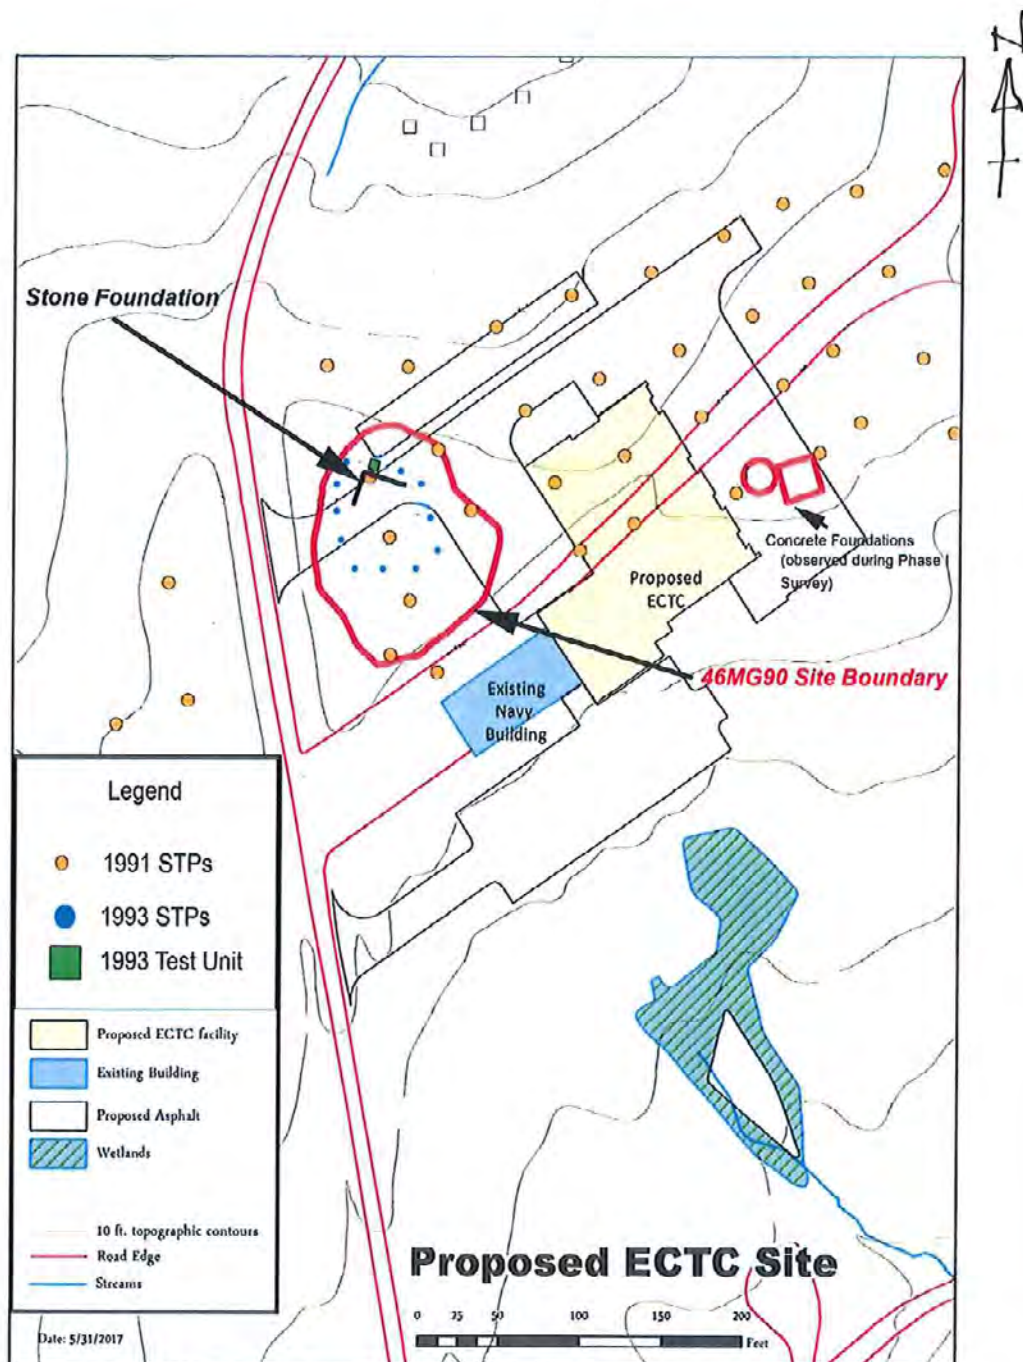 N
Stone Foundation
Concrete Foundations
(observed during Phase I
Survey)
Proposed
ECTC
46MG90 Site Boundary
Existing
Navy
Building
Legend
1991 STPs
1993 STPs
1993 Test Unit
Proposed ECTC facility
Existing Building
Proposed Asphalt
Wetlands
10 ft. topographic contours
Road Edge
Streams
Proposed ECTC Site
0 25 50 100 150 200
Feet
Date: 5/31/2017